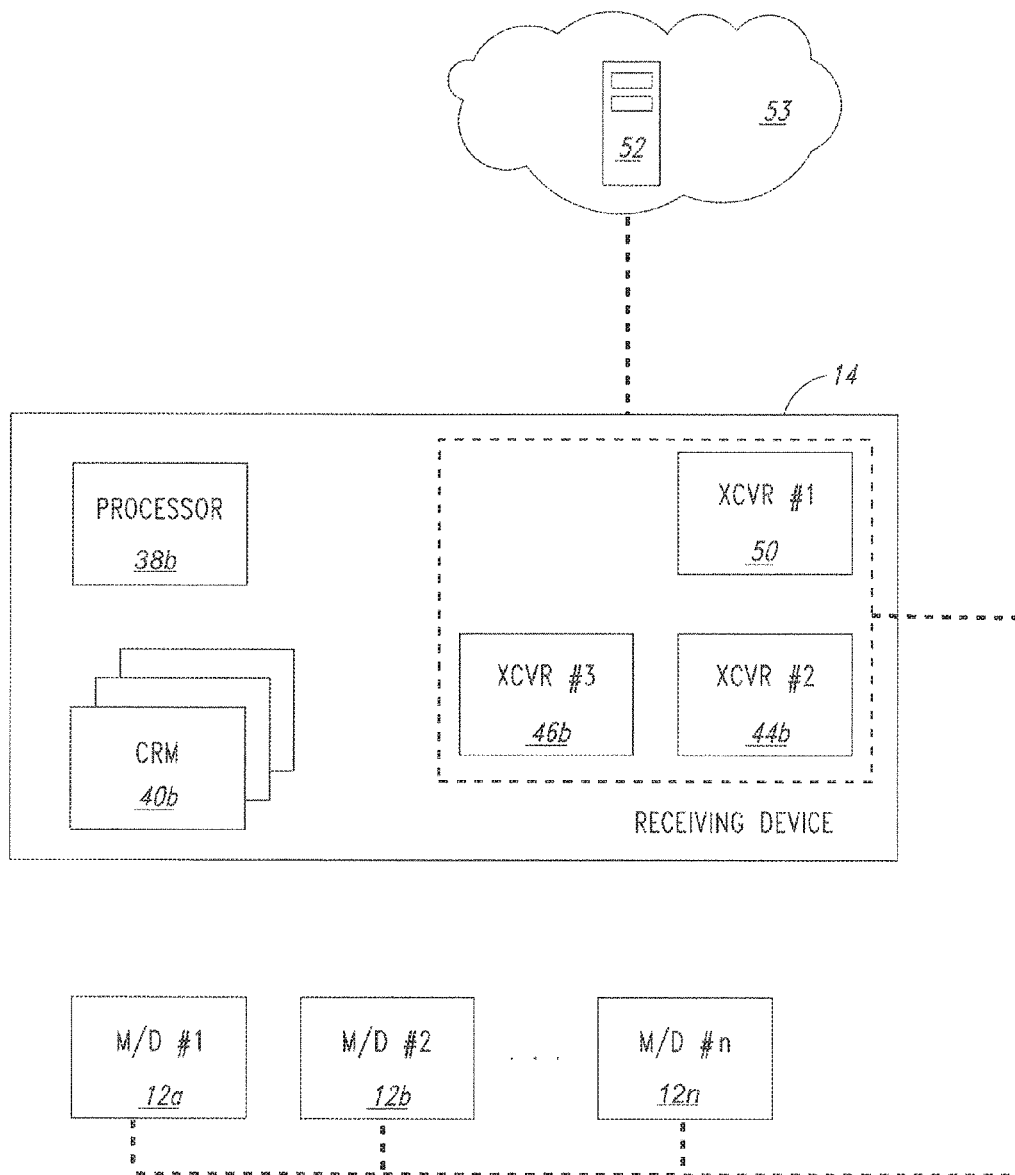 53
52
14
PROCESSOR
38b
XCVR #1
50
XCVR #3
46b
XCVR #2
44b
CRM
40b
RECEIVING DEVICE
M/D #1
12a
M/D #2
12b
. . .
M/D #n
12n